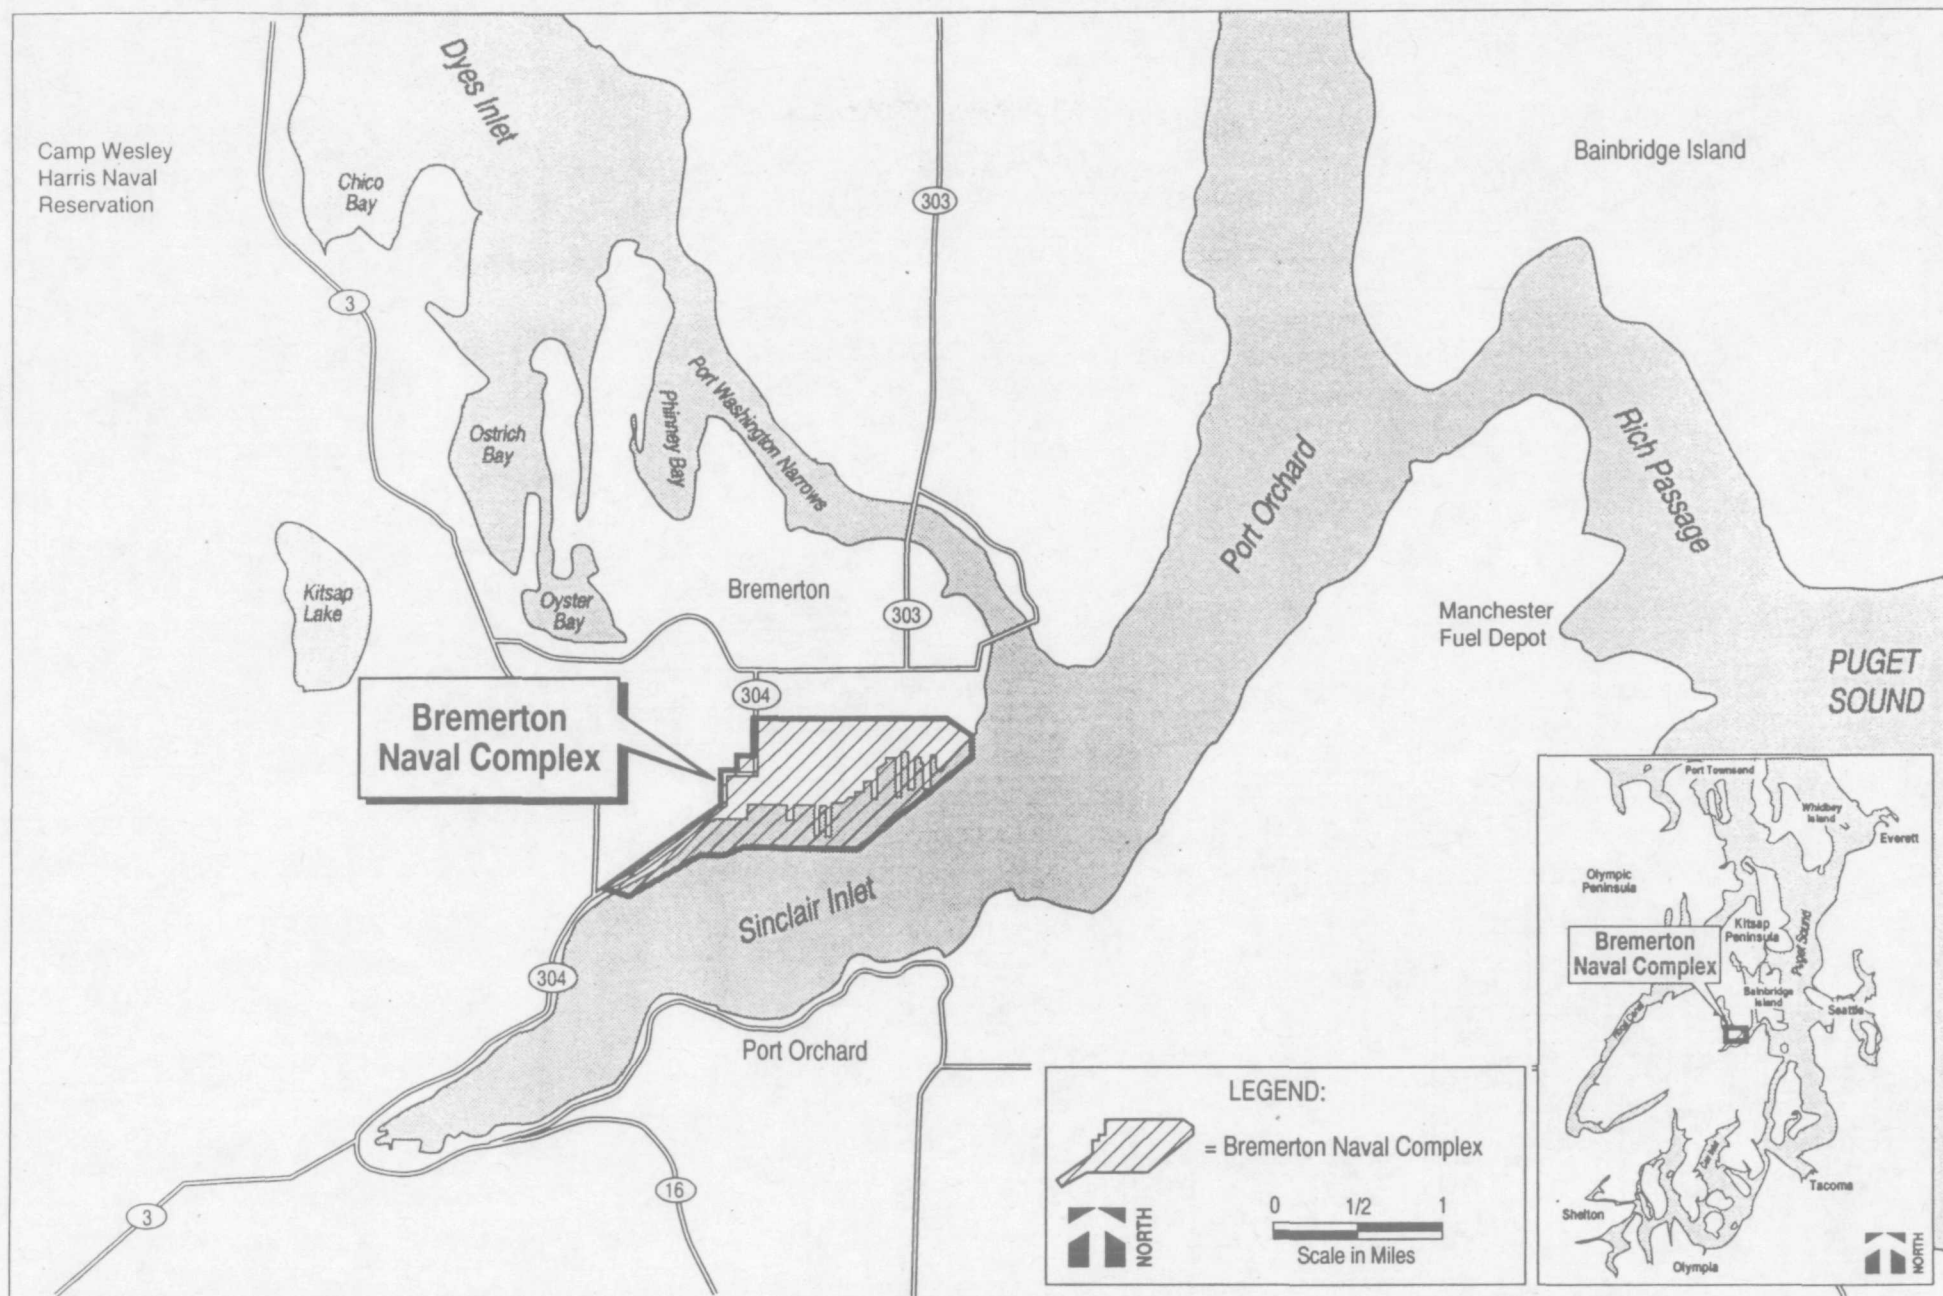 Dyes Inlet
Camp Wesley
Harris Naval
Reservation
Chico
Bay
303
Bainbridge Island
3
Port Washington Narrows
Phinney Bay
Ostrich
Bay
Rich Passage
Port Orchard
Kitsap
Lake
Oyster
Bay
Bremerton
303
Manchester
Fuel Depot
PUGET
SOUND
304
Bremerton
Naval Complex
Sinclair Inlet
304
Port Orchard
16
3
LEGEND:
= Bremerton Naval Complex
NORTH
0 1/2 1
Scale in Miles
Port Townsend
Whidbey
Island
Everett
Olympic
Peninsula
Kitsap
Peninsula
Puget Sound
Bremerton
Naval Complex
Bainbridge
Island
Seattle
Hood Canal
Tacoma
Shelton
Olympia
NORTH